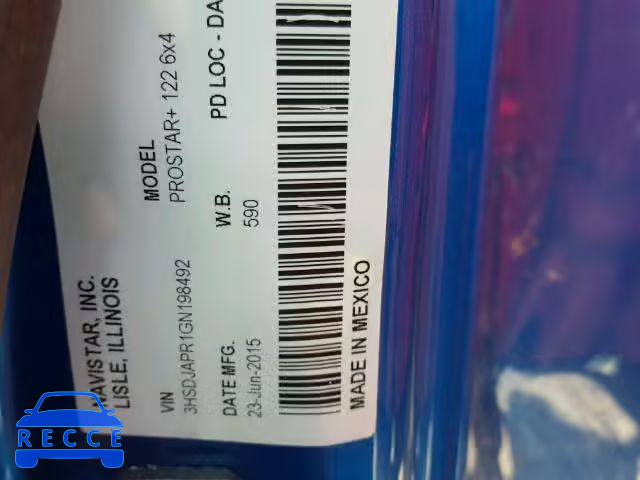 NAVISTAR, INC.
LISLE, ILLINOIS
MODEL
PROSTAR+ 122 6x4
VIN
3HSDJAPR1GN198492
W.B.
590
PD LOC - DA
DATE MFG.
23-Jun-2015
MADE IN MEXICO
RECCE